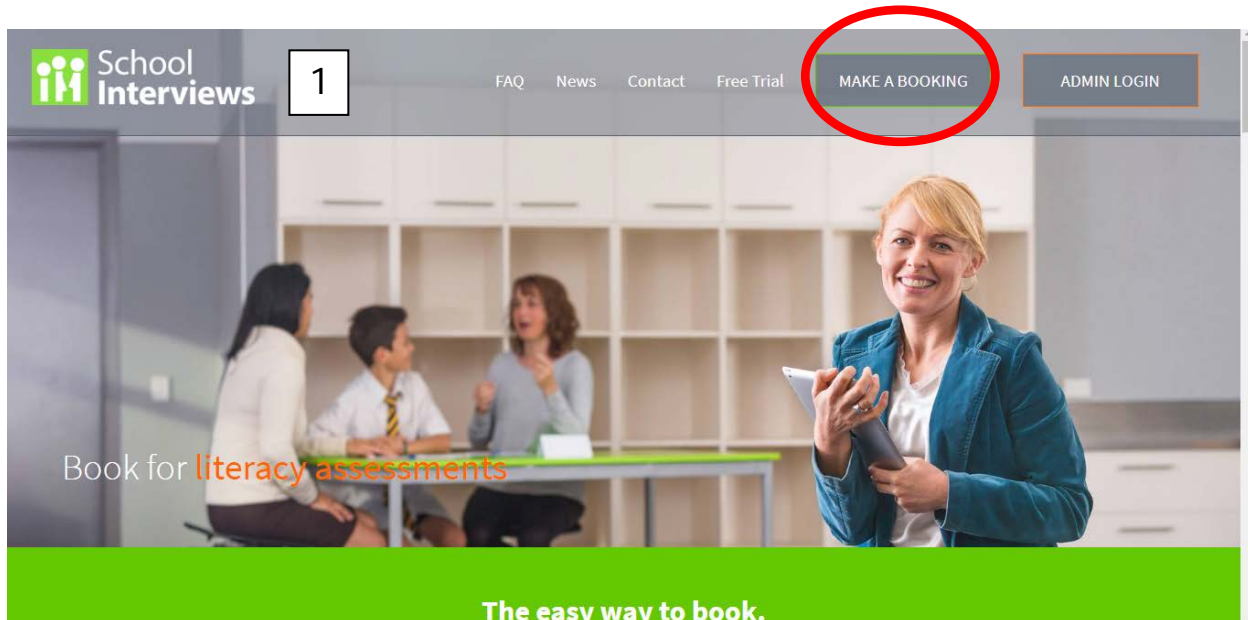 School
Interviews
1
FAQ News Contact Free Trial MAKE A BOOKING ADMIN LOGIN
Book for literacy assessments
The easy way to book.